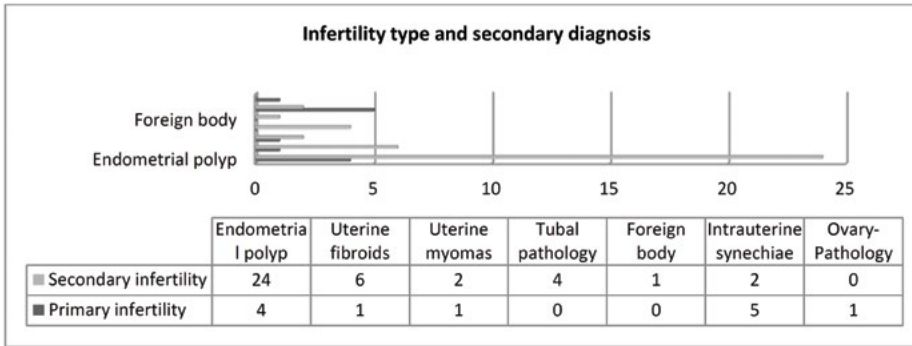 Infertility type and secondary diagnosis
Foreign body
Endometrial polyp
0 5 10 15 20 25
Endometria Uterine Uterine Tubal Foreign Intrauterine Ovary-
l polyp fibroids myomas pathology body synechiae Pathology
Secondary infertility 24 6 2 4 1 2 0
Primary infertility 4 1 1 0 0 5 1